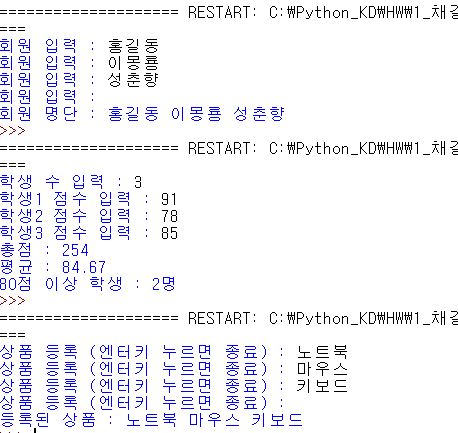 ===================== RESTART: C:\Python_KD\HW\1_채
===
회원 입력 : 홍길동
회원 입력 : 이몽룡
회원 입력 : 성춘향
회원 입력 :
회원 명단 : 홍길동 이몽룡 성춘향
>>>
===================== RESTART: C:\Python_KD\HW\1_채
===
학생 수 입력 : 3
학생1 점수 입력 : 91
학생2 점수 입력 : 78
학생3 점수 입력 : 85
총점 : 254
평균 : 84.67
80점 이상 학생 : 2명
>>>
===================== RESTART: C:\Python_KD\HW\1_채
===
상품 등록 (엔터키 누르면 종료) : 노트북
상품 등록 (엔터키 누르면 종료) : 마우스
상품 등록 (엔터키 누르면 종료) : 키보드
상품 등록 (엔터키 누르면 종료) :
등록된 상품 : 노트북 마우스 키보드
>>>